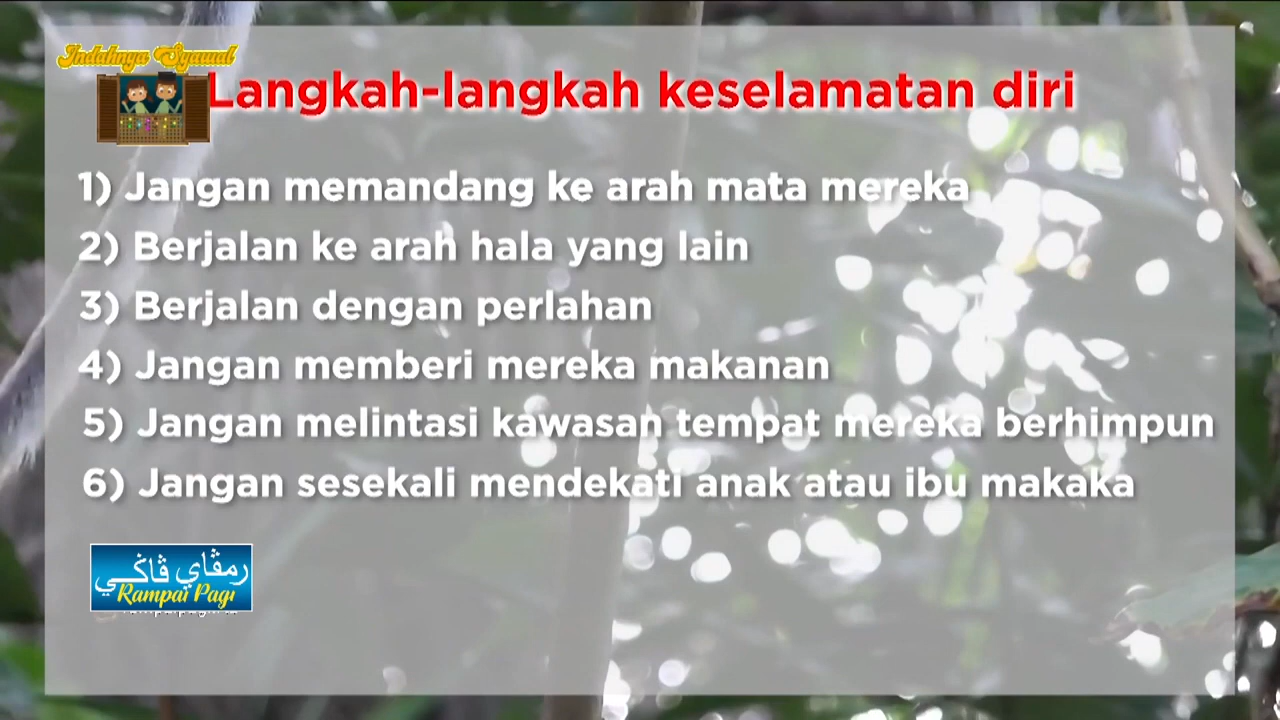 Indahnya Syawal
Langkah-langkah keselamatan diri
1) Jangan memandang ke arah mata mereka
2) Berjalan ke arah hala yang lain
3) Berjalan dengan perlahan
4) Jangan memberi mereka makanan
5) Jangan melintasi kawasan tempat mereka berhimpun
6) Jangan sesekali mendekati anak atau ibu makaka
رمڤاي ڤاݢي
Rampai Pagi